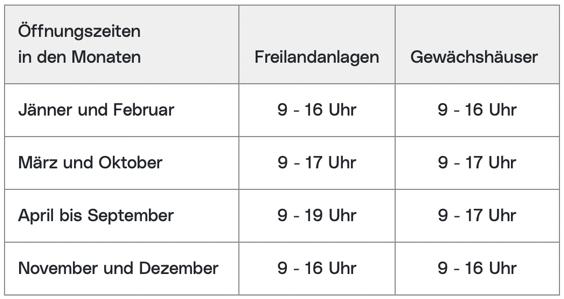 Öffnungszeiten
in den Monaten Freilandanlagen Gewächshäuser
Jänner und Februar 9 - 16 Uhr 9 - 16 Uhr
März und Oktober 9 - 17 Uhr 9 - 17 Uhr
April bis September 9 - 19 Uhr 9 - 17 Uhr
November und Dezember 9 - 16 Uhr 9 - 16 Uhr